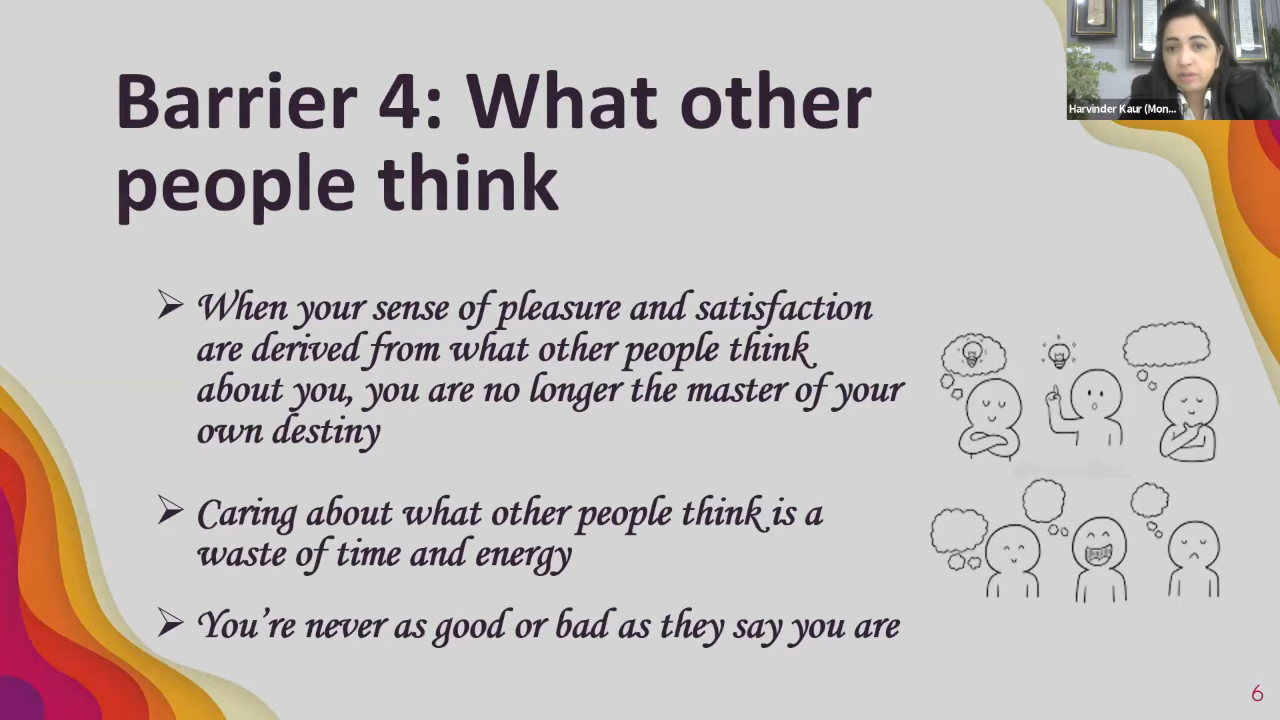 Harvinder Kaur (Mon...
Barrier 4: What other
people think
➢ When your sense of pleasure and satisfaction
are derived from what other people think
about you, you are no longer the master of your
own destiny
➢ Caring about what other people think is a
waste of time and energy
➢ You’re never as good or bad as they say you are
6